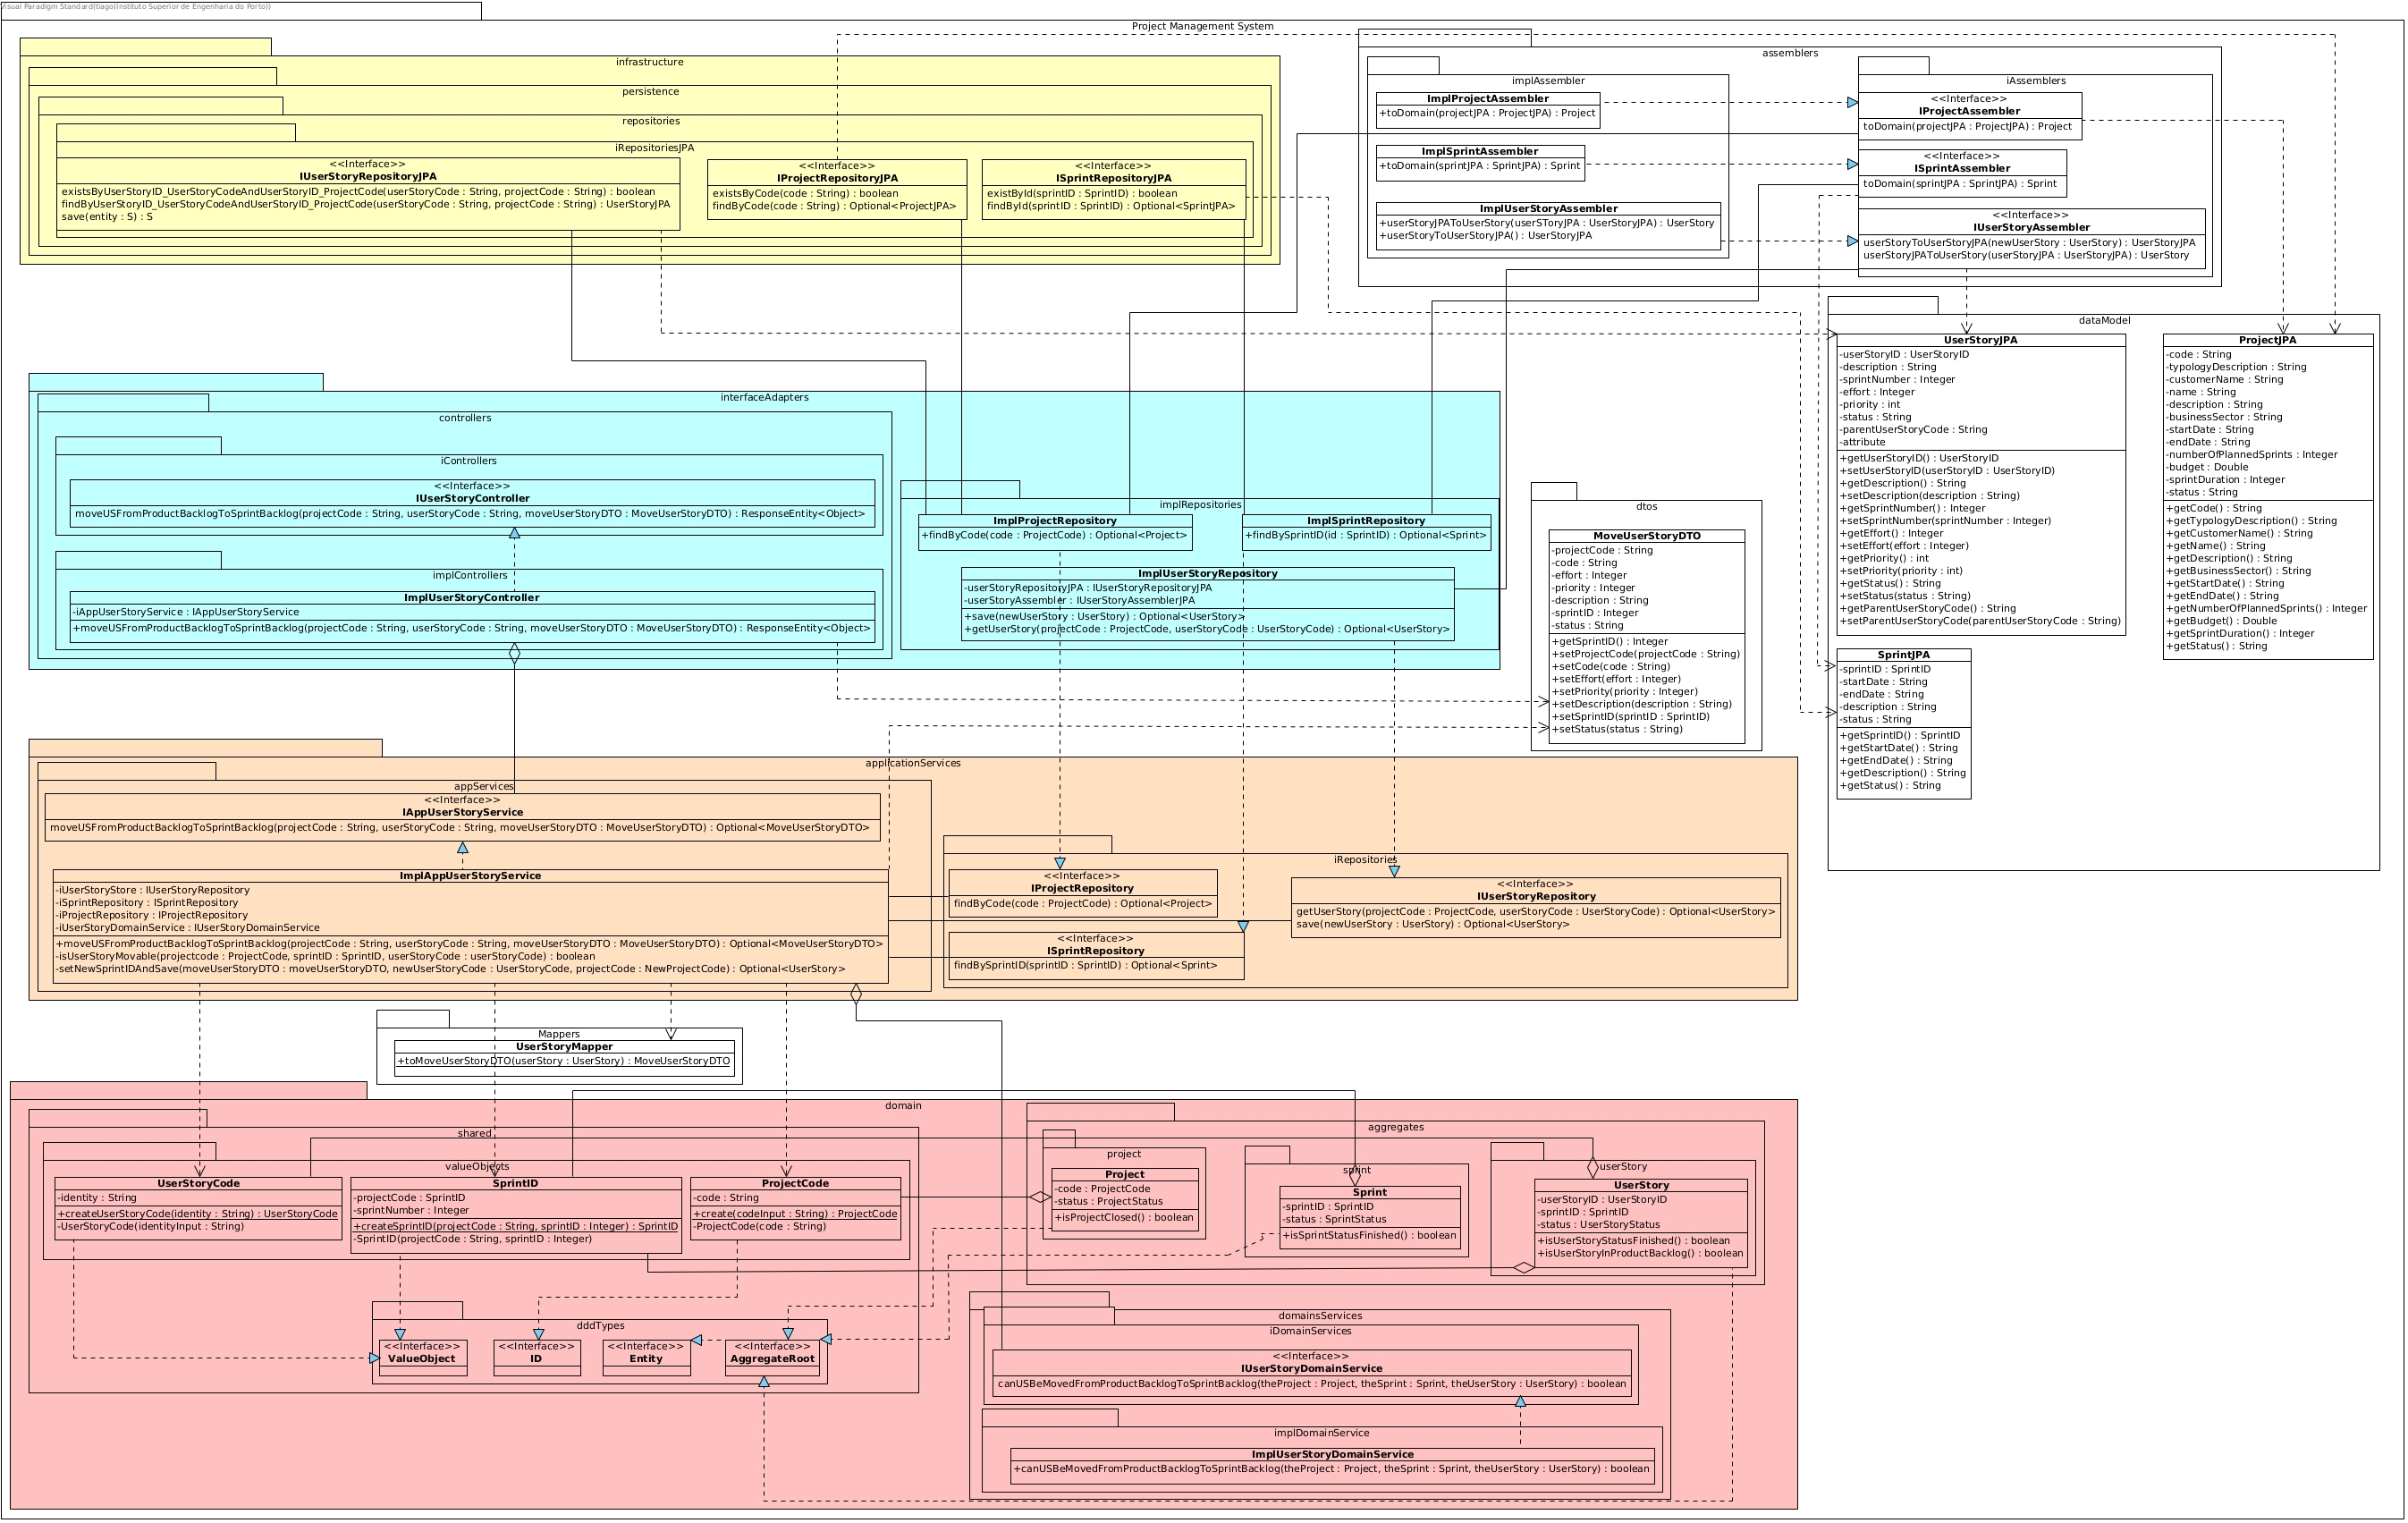 Visual Paradigm Standard(tiago(Instituto Superior de Engenharia do Porto))
Project Management System
infrastructure
persistence
repositories
iRepositoriesJPA
<<Interface>>
IUserStoryRepositoryJPA
existsByUserStoryID_UserStoryCodeAndUserStoryID_ProjectCode(userStoryCode : String, projectCode : String) : boolean
findByUserStoryID_UserStoryCodeAndUserStoryID_ProjectCode(userStoryCode : String, projectCode : String) : UserStoryJPA
save(entity : S) : S
<<Interface>>
IProjectRepositoryJPA
existsByCode(code : String) : boolean
findByCode(code : String) : Optional<ProjectJPA>
<<Interface>>
ISprintRepositoryJPA
existById(sprintID : SprintID) : boolean
findById(sprintID : SprintID) : Optional<SprintJPA>
assemblers
implAssembler
ImplProjectAssembler
+toDomain(projectJPA : ProjectJPA) : Project
ImplSprintAssembler
+toDomain(sprintJPA : SprintJPA) : Sprint
ImplUserStoryAssembler
+userStoryJPAToUserStory(userSToryJPA : UserStoryJPA) : UserStory
+userStoryToUserStoryJPA() : UserStoryJPA
iAssemblers
<<Interface>>
IProjectAssembler
toDomain(projectJPA : ProjectJPA) : Project
<<Interface>>
ISprintAssembler
toDomain(sprintJPA : SprintJPA) : Sprint
<<Interface>>
IUserStoryAssembler
userStoryToUserStoryJPA(newUserStory : UserStory) : UserStoryJPA
userStoryJPAToUserStory(userStoryJPA : UserStoryJPA) : UserStory
dataModel
UserStoryJPA
-userStoryID : UserStoryID
-description : String
-sprintNumber : Integer
-effort : Integer
-priority : int
-status : String
-parentUserStoryCode : String
-attribute
+getUserStoryID() : UserStoryID
+setUserStoryID(userStoryID : UserStoryID)
+getDescription() : String
+setDescription(description : String)
+getSprintNumber() : Integer
+setSprintNumber(sprintNumber : Integer)
+getEffort() : Integer
+setEffort(effort : Integer)
+getPriority() : int
+setPriority(priority : int)
+getStatus() : String
+setStatus(status : String)
+getParentUserStoryCode() : String
+setParentUserStoryCode(parentUserStoryCode : String)
ProjectJPA
-code : String
-typologyDescription : String
-customerName : String
-name : String
-description : String
-businessSector : String
-startDate : String
-endDate : String
-numberOfPlannedSprints : Integer
-budget : Double
-sprintDuration : Integer
-status : String
+getCode() : String
+getTypologyDescription() : String
+getCustomerName() : String
+getName() : String
+getDescription() : String
+getBusinessSector() : String
+getStartDate() : String
+getEndDate() : String
+getNumberOfPlannedSprints() : Integer
+getBudget() : Double
+getSprintDuration() : Integer
+getStatus() : String
SprintJPA
-sprintID : SprintID
-startDate : String
-endDate : String
-description : String
-status : String
+getSprintID() : SprintID
+getStartDate() : String
+getEndDate() : String
+getDescription() : String
+getStatus() : String
interfaceAdapters
controllers
iControllers
<<Interface>>
IUserStoryController
moveUSFromProductBacklogToSprintBacklog(projectCode : String, userStoryCode : String, moveUserStoryDTO : MoveUserStoryDTO) : ResponseEntity<Object>
implControllers
ImplUserStoryController
-iAppUserStoryService : IAppUserStoryService
+moveUSFromProductBacklogToSprintBacklog(projectCode : String, userStoryCode : String, moveUserStoryDTO : MoveUserStoryDTO) : ResponseEntity<Object>
implRepositories
ImplProjectRepository
+findByCode(code : ProjectCode) : Optional<Project>
ImplSprintRepository
+findBySprintID(id : SprintID) : Optional<Sprint>
ImplUserStoryRepository
-userStoryRepositoryJPA : IUserStoryRepositoryJPA
-userStoryAssembler : IUserStoryAssemblerJPA
+save(newUserStory : UserStory) : Optional<UserStory>
+getUserStory(projectCode : ProjectCode, userStoryCode : UserStoryCode) : Optional<UserStory>
dtos
MoveUserStoryDTO
-projectCode : String
-code : String
-effort : Integer
-priority : Integer
-description : String
-sprintID : Integer
-status : String
+getSprintID() : Integer
+setProjectCode(projectCode : String)
+setCode(code : String)
+setEffort(effort : Integer)
+setPriority(priority : Integer)
+setDescription(description : String)
+setSprintID(sprintID : SprintID)
+setStatus(status : String)
applicationServices
appServices
<<Interface>>
IAppUserStoryService
moveUSFromProductBacklogToSprintBacklog(projectCode : String, userStoryCode : String, moveUserStoryDTO : MoveUserStoryDTO) : Optional<MoveUserStoryDTO>
ImplAppUserStoryService
-iUserStoryStore : IUserStoryRepository
-iSprintRepository : ISprintRepository
-iProjectRepository : IProjectRepository
-iUserStoryDomainService : IUserStoryDomainService
+moveUSFromProductBacklogToSprintBacklog(projectCode : String, userStoryCode : String, moveUserStoryDTO : MoveUserStoryDTO) : Optional<MoveUserStoryDTO>
-isUserStoryMovable(projectcode : ProjectCode, sprintID : SprintID, userStoryCode : userStoryCode) : boolean
-setNewSprintIDAndSave(moveUserStoryDTO : moveUserStoryDTO, newUserStoryCode : UserStoryCode, projectCode : NewProjectCode) : Optional<UserStory>
iRepositories
<<Interface>>
IProjectRepository
findByCode(code : ProjectCode) : Optional<Project>
<<Interface>>
ISprintRepository
findBySprintID(sprintID : SprintID) : Optional<Sprint>
<<Interface>>
IUserStoryRepository
getUserStory(projectCode : ProjectCode, userStoryCode : UserStoryCode) : Optional<UserStory>
save(newUserStory : UserStory) : Optional<UserStory>
Mappers
UserStoryMapper
+toMoveUserStoryDTO(userStory : UserStory) : MoveUserStoryDTO
domain
shared
valueObjects
UserStoryCode
-identity : String
+createUserStoryCode(identity : String) : UserStoryCode
-UserStoryCode(identityInput : String)
SprintID
-projectCode : SprintID
-sprintNumber : Integer
+createSprintID(projectCode : String, sprintID : Integer) : SprintID
-SprintID(projectCode : String, sprintID : Integer)
ProjectCode
-code : String
+create(codeInput : String) : ProjectCode
-ProjectCode(code : String)
dddTypes
<<Interface>>
ValueObject
<<Interface>>
ID
<<Interface>>
Entity
<<Interface>>
AggregateRoot
aggregates
project
Project
-code : ProjectCode
-status : ProjectStatus
+isProjectClosed() : boolean
sprint
Sprint
-sprintID : SprintID
-status : SprintStatus
+isSprintStatusFinished() : boolean
userStory
UserStory
-userStoryID : UserStoryID
-sprintID : SprintID
-status : UserStoryStatus
+isUserStoryStatusFinished() : boolean
+isUserStoryInProductBacklog() : boolean
domainsServices
iDomainServices
<<Interface>>
IUserStoryDomainService
canUSBeMovedFromProductBacklogToSprintBacklog(theProject : Project, theSprint : Sprint, theUserStory : UserStory) : boolean
implDomainService
ImplUserStoryDomainService
+canUSBeMovedFromProductBacklogToSprintBacklog(theProject : Project, theSprint : Sprint, theUserStory : UserStory) : boolean